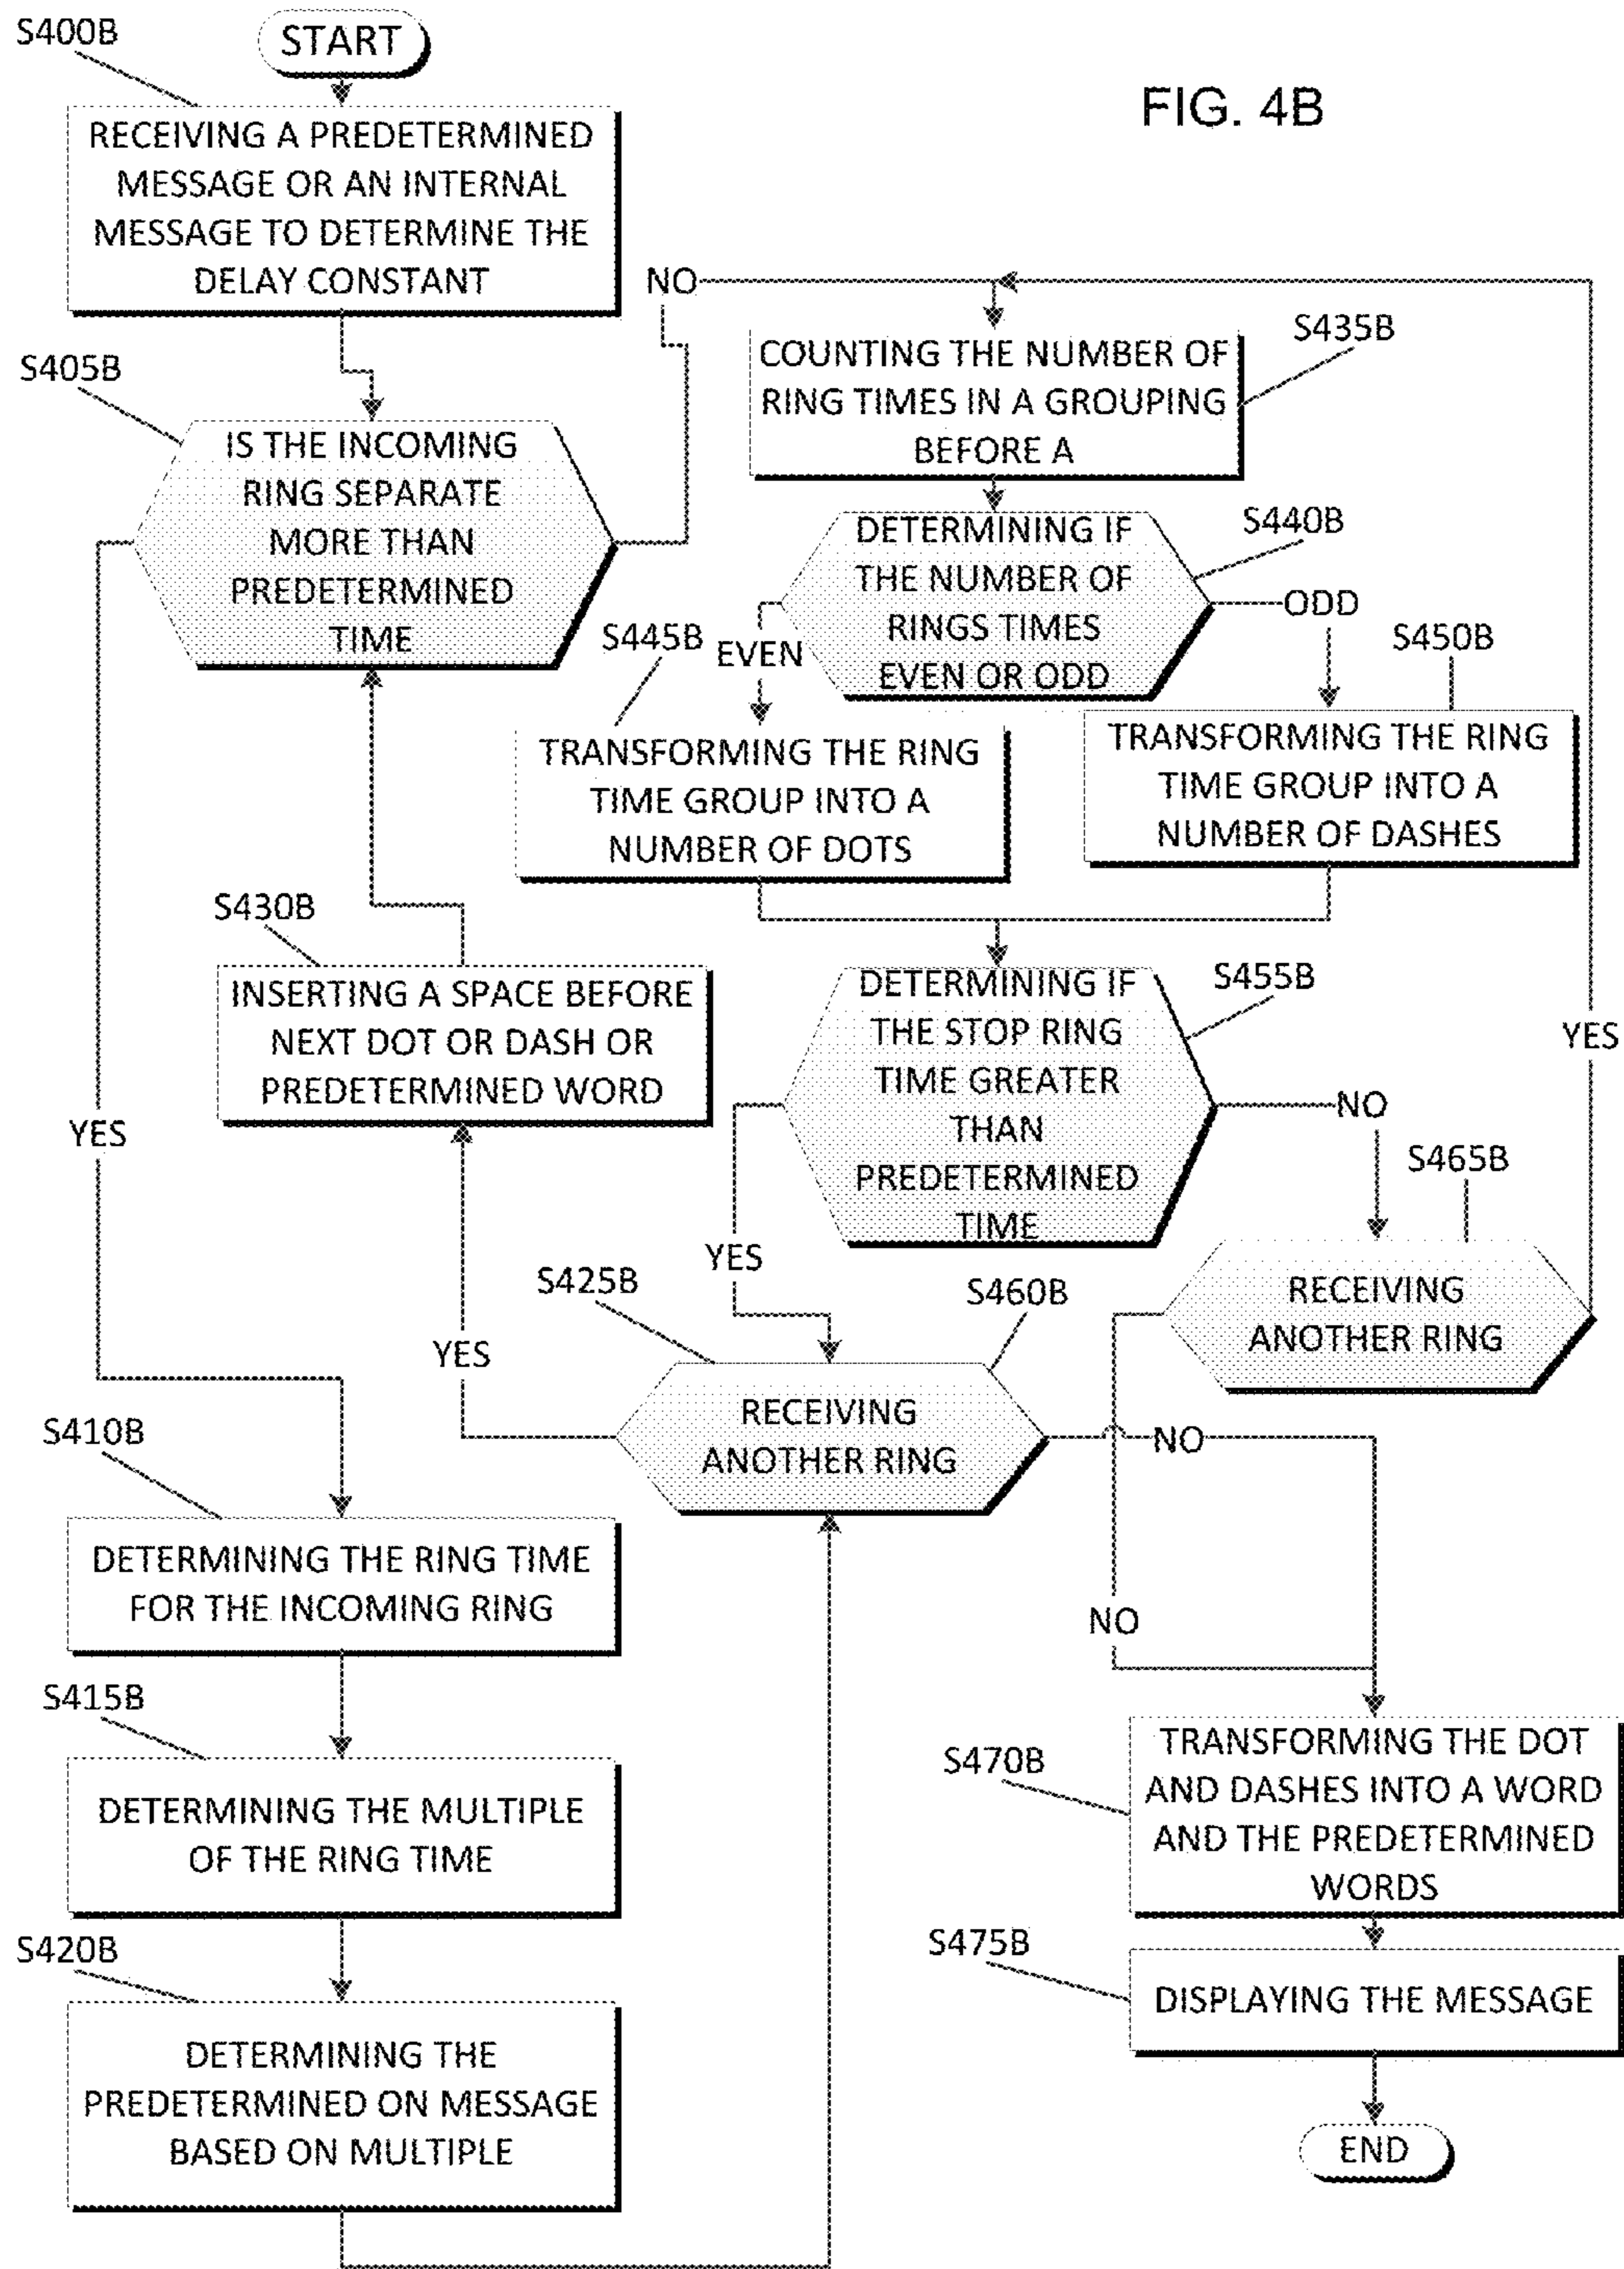 S400B
START
FIG. 4B
RECEIVING A PREDETERMINED
MESSAGE OR AN INTERNAL
MESSAGE TO DETERMINE THE
DELAY CONSTANT
NO
S405B
IS THE INCOMING
RING SEPARATE
MORE THAN
PREDETERMINED
TIME
S435B
COUNTING THE NUMBER OF
RING TIMES IN A GROUPING
BEFORE A
S440B
DETERMINING IF
THE NUMBER OF
RINGS TIMES
EVEN OR ODD
ODD
S445B
EVEN
S450B
TRANSFORMING THE RING
TIME GROUP INTO A
NUMBER OF DOTS
TRANSFORMING THE RING
TIME GROUP INTO A
NUMBER OF DASHES
S430B
INSERTING A SPACE BEFORE
NEXT DOT OR DASH OR
PREDETERMINED WORD
S455B
DETERMINING IF
THE STOP RING
TIME GREATER
THAN
PREDETERMINED
TIME
YES
NO
YES
S465B
YES
RECEIVING
ANOTHER RING
S425B
S460B
YES
RECEIVING
ANOTHER RING
NO
S410B
DETERMINING THE RING TIME
FOR THE INCOMING RING
NO
S415B
DETERMINING THE MULTIPLE
OF THE RING TIME
S470B
TRANSFORMING THE DOT
AND DASHES INTO A WORD
AND THE PREDETERMINED
WORDS
S420B
DETERMINING THE
PREDETERMINED ON MESSAGE
BASED ON MULTIPLE
S475B
DISPLAYING THE MESSAGE
END